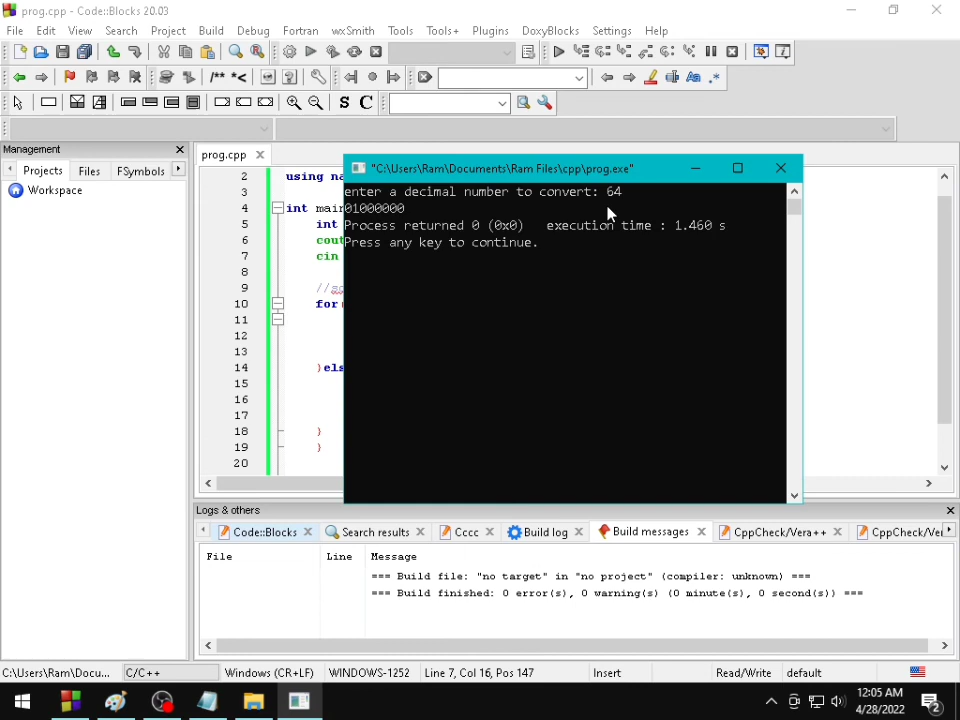 prog.cpp - Code::Blocks 20.03
File Edit View Search Project Build Debug Fortran wxSmith Tools Tools+ Plugins DoxyBlocks Settings Help
/** *<
Aa .*
S C
Management
Projects Files FSymbols
Workspace
prog.cpp
2 using na
3
4 int main
5 int
6 cout
7 cin
8
9
10 for
11
12
13
14 }els
15
16
17
18 }
19 }
20
"C:\Users\Ram\Documents\Ram Files\cpp\prog.exe"
enter a decimal number to convert: 64
01000000
Process returned 0 (0x0) execution time : 1.460 s
Press any key to continue.
Logs & others
Code::Blocks Search results Cccc Build log Build messages CppCheck/Vera++ CppCheck/Ve
File Line Message
=== Build file: "no target" in "no project" (compiler: unknown) ===
=== Build finished: 0 error(s), 0 warning(s) (0 minute(s), 0 second(s)) ===
C:\Users\Ram\Docu... C/C++ Windows (CR+LF) WINDOWS-1252 Line 7, Col 16, Pos 147 Insert Read/Write default
12:05 AM
4/28/2022
2